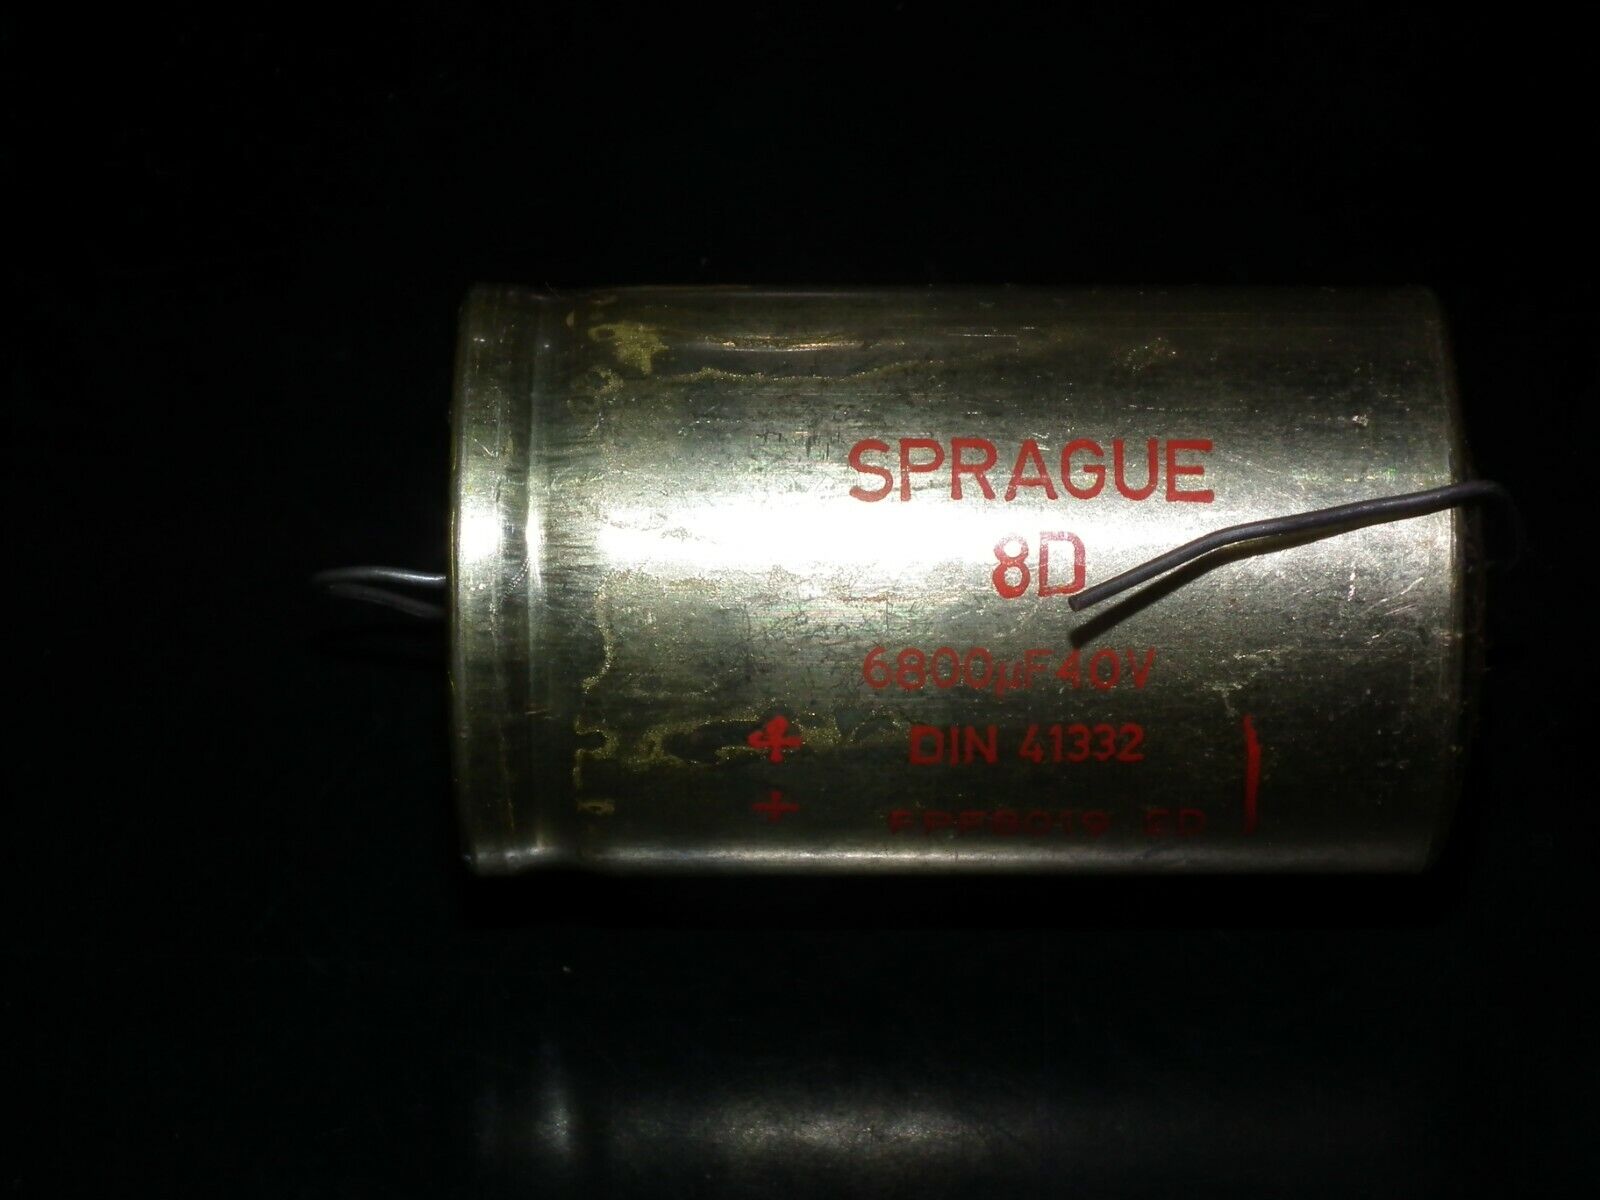 SPRAGUE
8D
6800µF 40V
+ DIN 41332
+